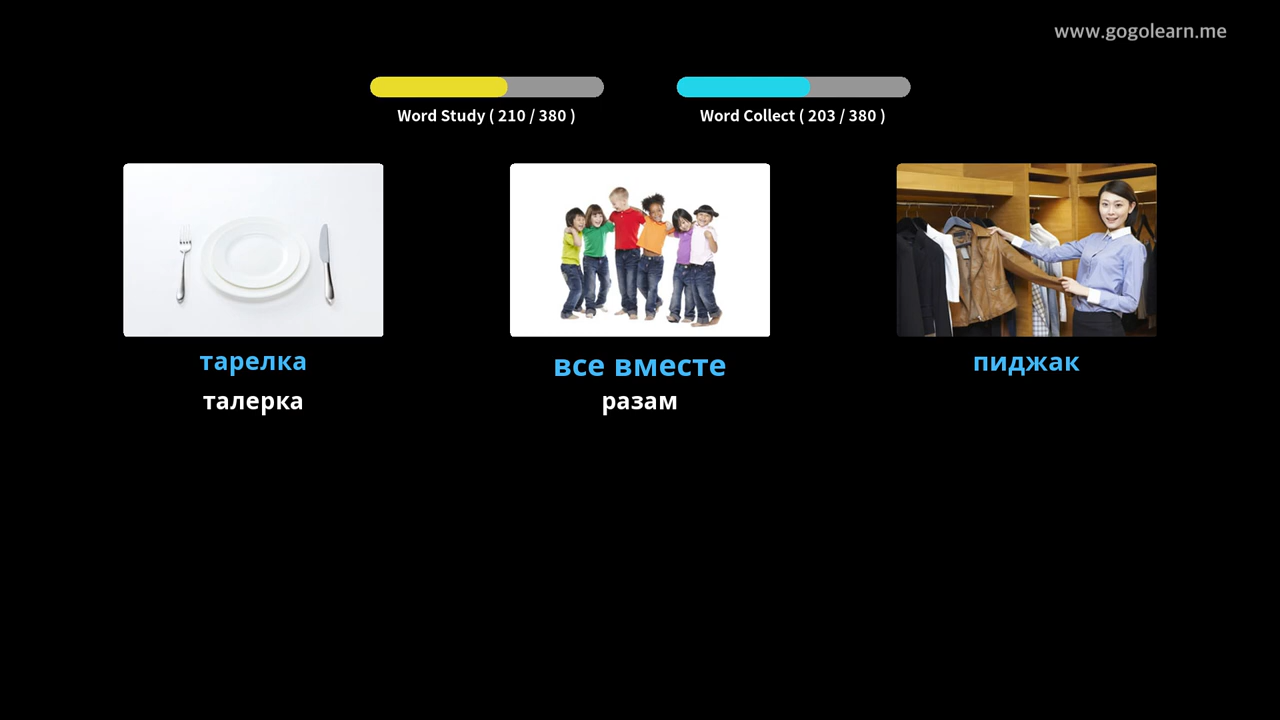 www.gogolearn.me
Word Study ( 210 / 380 )
Word Collect ( 203 / 380 )
тарелка
все вместе
пиджак
талерка
разам